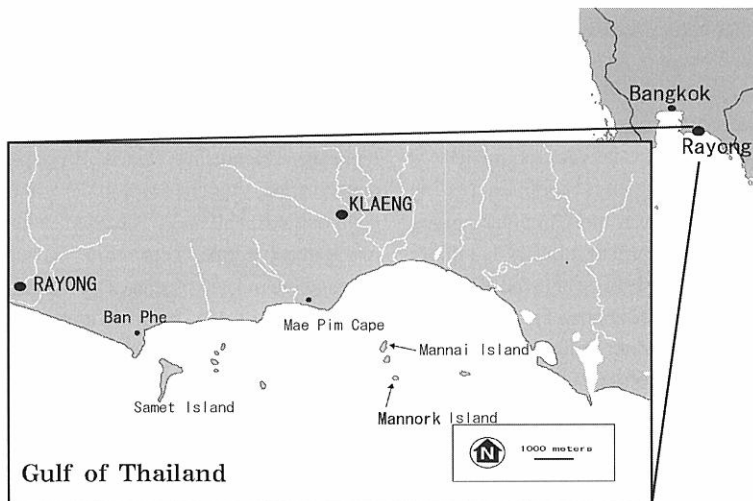 Bangkok
Rayong
KLAENG
RAYONG
Ban Phe
Mae Pim Cape
Mannai Island
Samet Island
Mannork Island
N
1000 meters
Gulf of Thailand